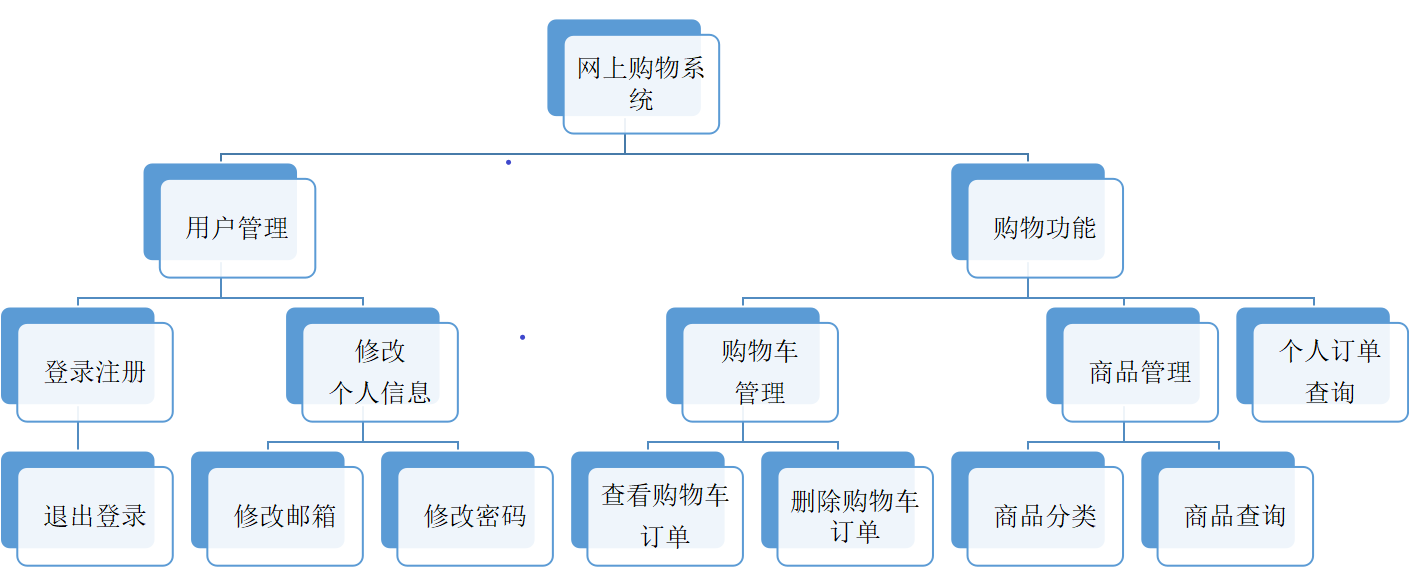 网上购物系
统
用户管理
购物功能
登录注册
修改
个人信息
购物车
管理
商品管理
个人订单
查询
退出登录
修改邮箱
修改密码
查看购物车
订单
删除购物车
订单
商品分类
商品查询